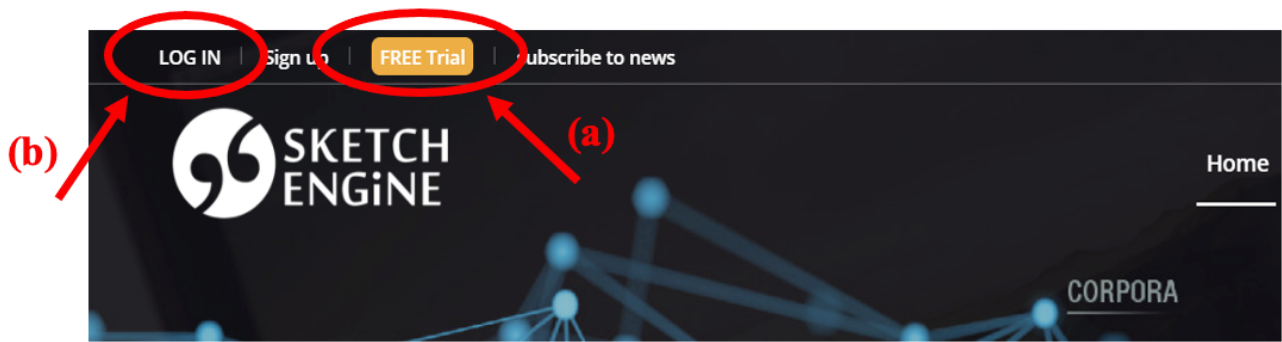 LOG IN | Sign up | FREE Trial | subscribe to news
(b)
(a)
SKETCH
ENGiNE
Home
CORPORA